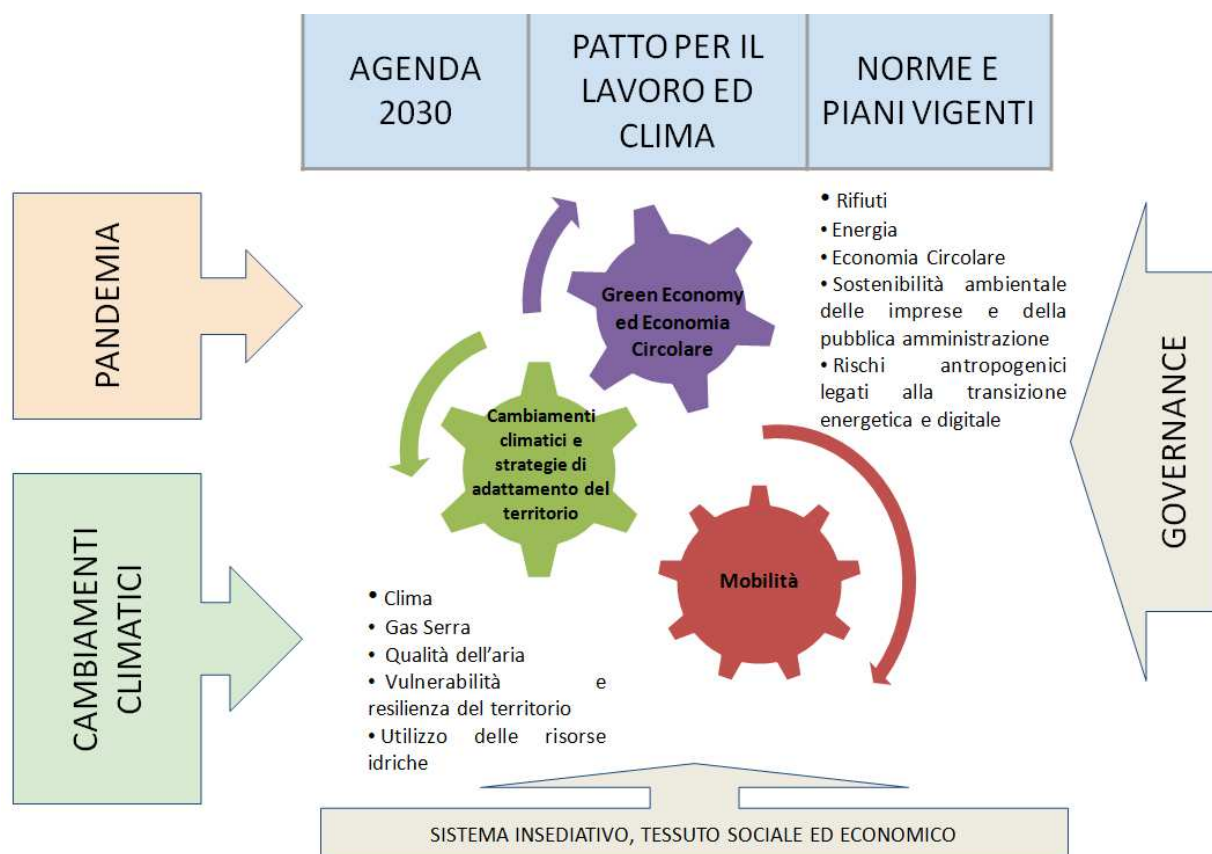 AGENDA
2030
PATTO PER IL
LAVORO ED
CLIMA
NORME E
PIANI VIGENTI
PANDEMIA
CAMBIAMENTI
CLIMATICI
Green Economy
ed Economia
Circolare
• Rifiuti
• Energia
• Economia Circolare
• Sostenibilità ambientale
delle imprese e della
pubblica amministrazione
• Rischi antropogenici
legati alla transizione
energetica e digitale
Cambiamenti
climatici e
strategie di
adattamento del
territorio
Mobilità
• Clima
• Gas Serra
• Qualità dell'aria
• Vulnerabilità e
resilienza del territorio
• Utilizzo delle risorse
idriche
GOVERNANCE
SISTEMA INSEDIATIVO, TESSUTO SOCIALE ED ECONOMICO